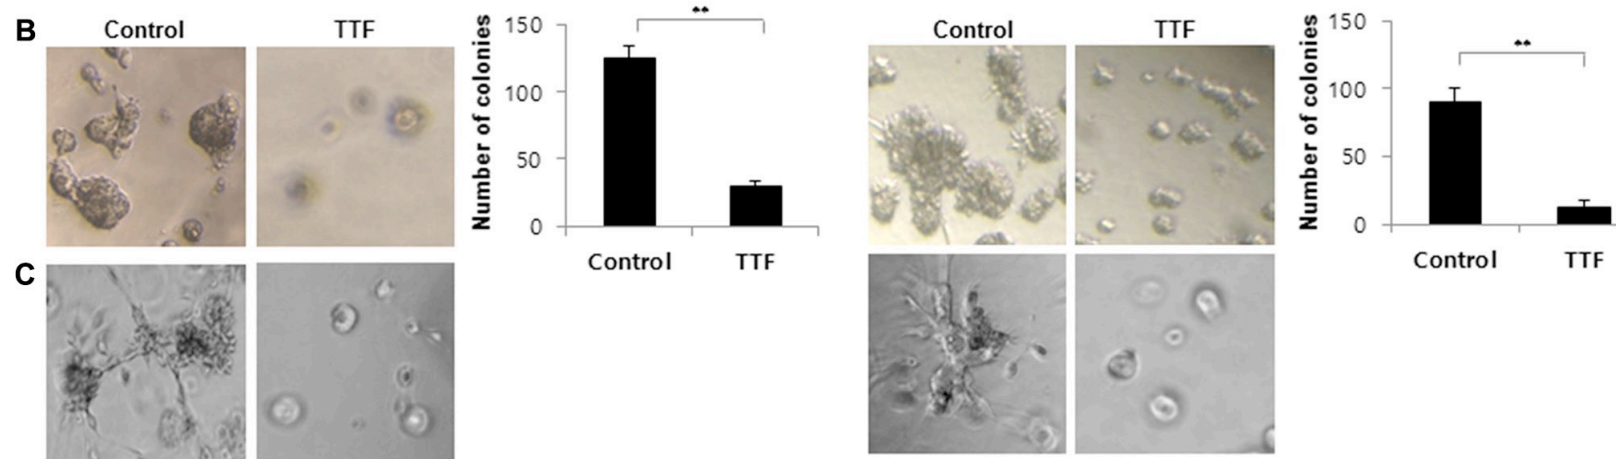 B
Control
TTF
Number of colonies
150
100
50
0
**
Control
TTF
Control
TTF
Number of colonies
150
100
50
0
**
Control
TTF
C